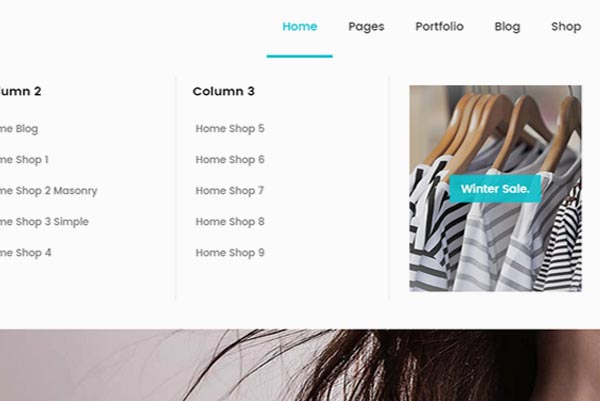 Home Pages Portfolio Blog Shop
umn 2
me Blog
me Shop 1
me Shop 2 Masonry
me Shop 3 Simple
me Shop 4
Column 3
Home Shop 5
Home Shop 6
Home Shop 7
Home Shop 8
Home Shop 9
Winter Sale.